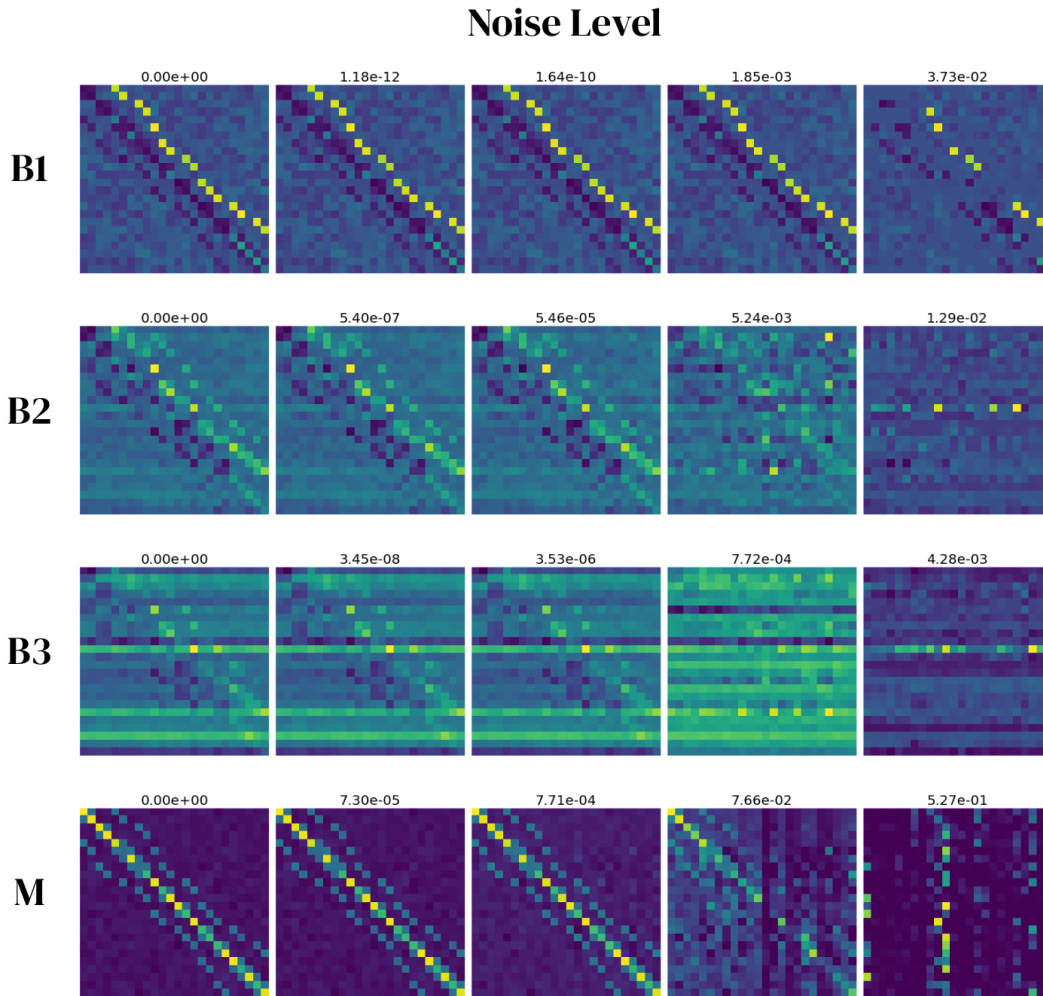 Noise Level
0.00e+00 1.18e-12 1.64e-10 1.85e-03 3.73e-02
B1
0.00e+00 5.40e-07 5.46e-05 5.24e-03 1.29e-02
B2
0.00e+00 3.45e-08 3.53e-06 7.72e-04 4.28e-03
B3
0.00e+00 7.30e-05 7.71e-04 7.66e-02 5.27e-01
M